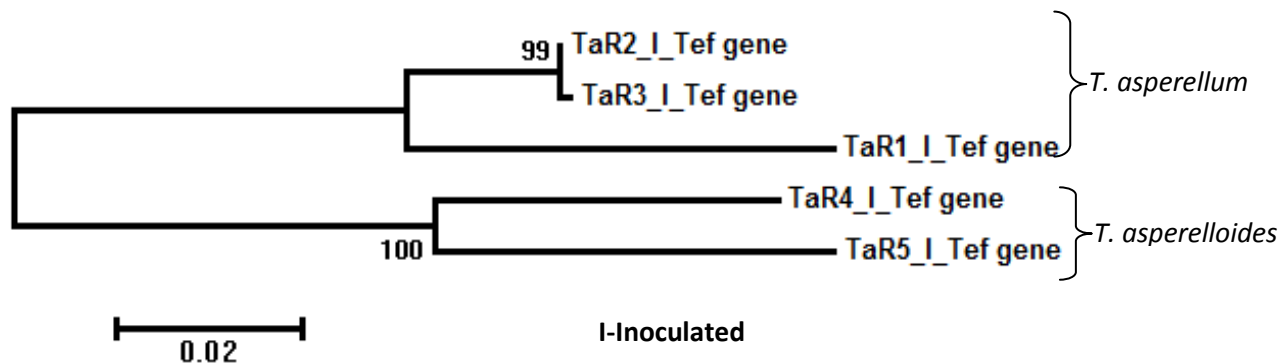 99
TaR2_I_Tef gene
TaR3_I_Tef gene
T. asperellum
TaR1_I_Tef gene
TaR4_I_Tef gene
T. asperelloides
100
TaR5_I_Tef gene
0.02
I-Inoculated